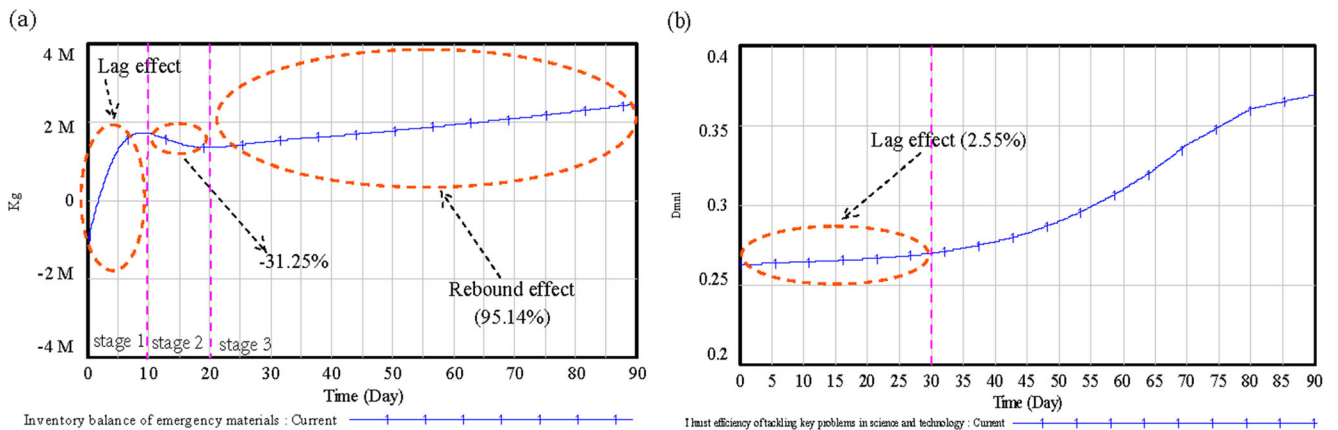 (a)
4 M
2 M
0
-2 M
-4 M
Kg
Lag effect
-31.25%
Rebound effect
(95.14%)
stage 1 stage 2 stage 3
0 10 20 30 40 50 60 70 80 90
Time (Day)
Inventory balance of emergency materials : Current
(b)
0.4
0.35
0.3
0.25
0.2
Dmnl
Lag effect (2.55%)
0 5 10 15 20 25 30 35 40 45 50 55 60 65 70 75 80 85 90
Time (Day)
efficiency of tackling key problems in science and technology : Current